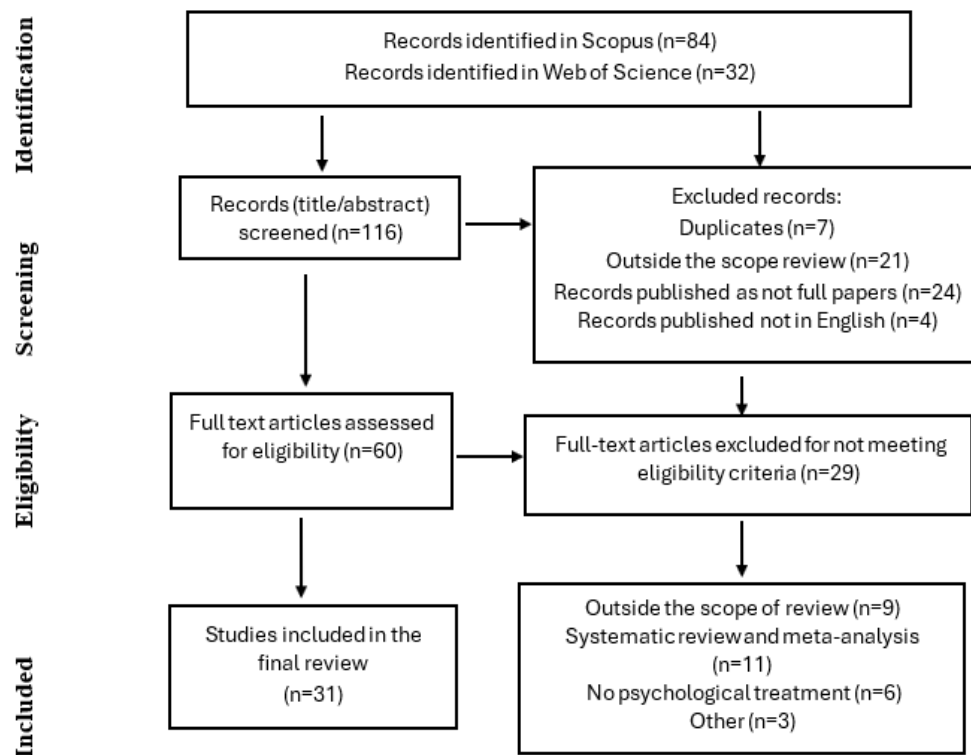 Identification
Records identified in Scopus (n=84)
Records identified in Web of Science (n=32)
Screening
Records (title/abstract)
screened (n=116)
Excluded records:
Duplicates (n=7)
Outside the scope review (n=21)
Records published as not full papers (n=24)
Records published not in English (n=4)
Eligibility
Full text articles assessed
for eligibility (n=60)
Full-text articles excluded for not meeting
eligibility criteria (n=29)
Included
Studies included in the
final review
(n=31)
Outside the scope of review (n=9)
Systematic review and meta-analysis
(n=11)
No psychological treatment (n=6)
Other (n=3)